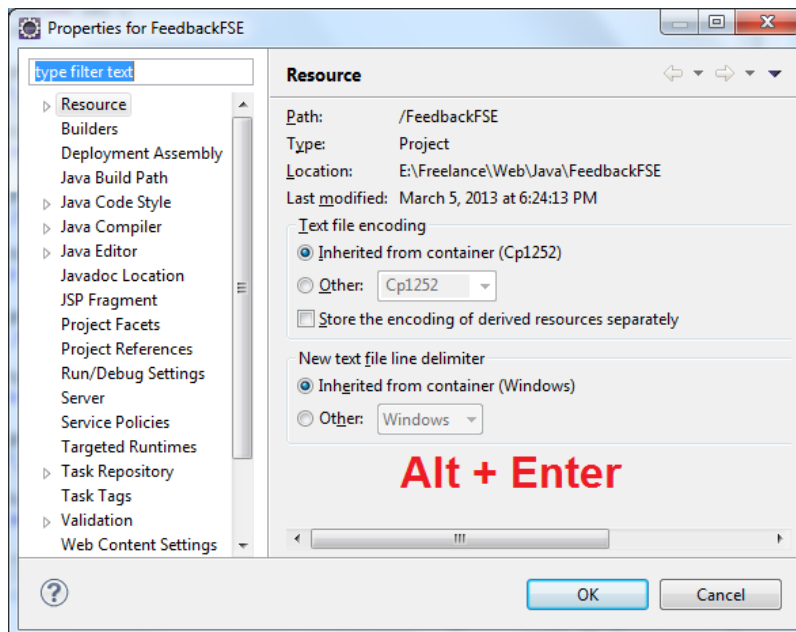 Properties for FeedbackFSE
type filter text
Resource
Builders
Deployment Assembly
Java Build Path
Java Code Style
Java Compiler
Java Editor
Javadoc Location
JSP Fragment
Project Facets
Project References
Run/Debug Settings
Server
Service Policies
Targeted Runtimes
Task Repository
Task Tags
Validation
Web Content Settings
Resource
Path: /FeedbackFSE
Type: Project
Location: E:\Freelance\Web\Java\FeedbackFSE
Last modified: March 5, 2013 at 6:24:13 PM
Text file encoding
Inherited from container (Cp1252)
Other: Cp1252
Store the encoding of derived resources separately
New text file line delimiter
Inherited from container (Windows)
Other: Windows
Alt + Enter
?
OK Cancel